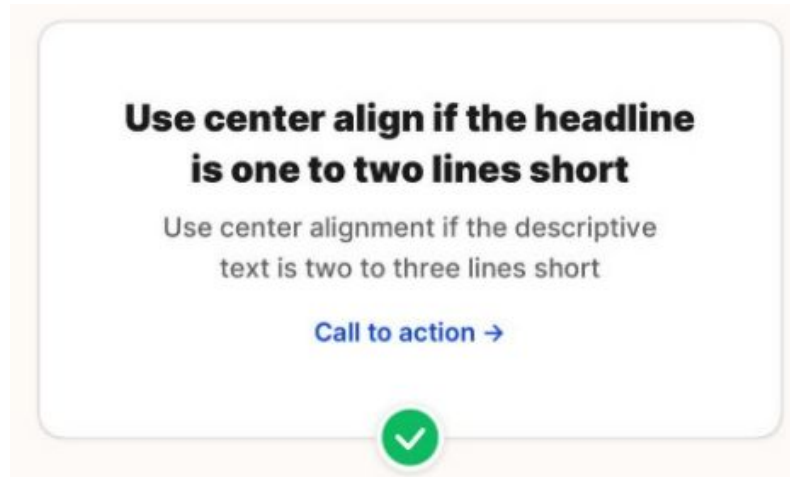 Use center align if the headline
is one to two lines short
Use center alignment if the descriptive
text is two to three lines short
Call to action →